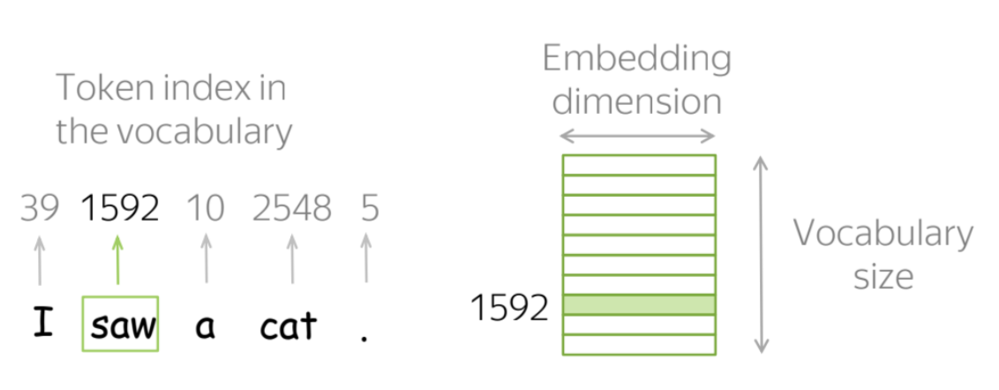 Token index in
the vocabulary
39 1592 10 2548 5
I saw a cat .
Embedding
dimension
1592
Vocabulary
size